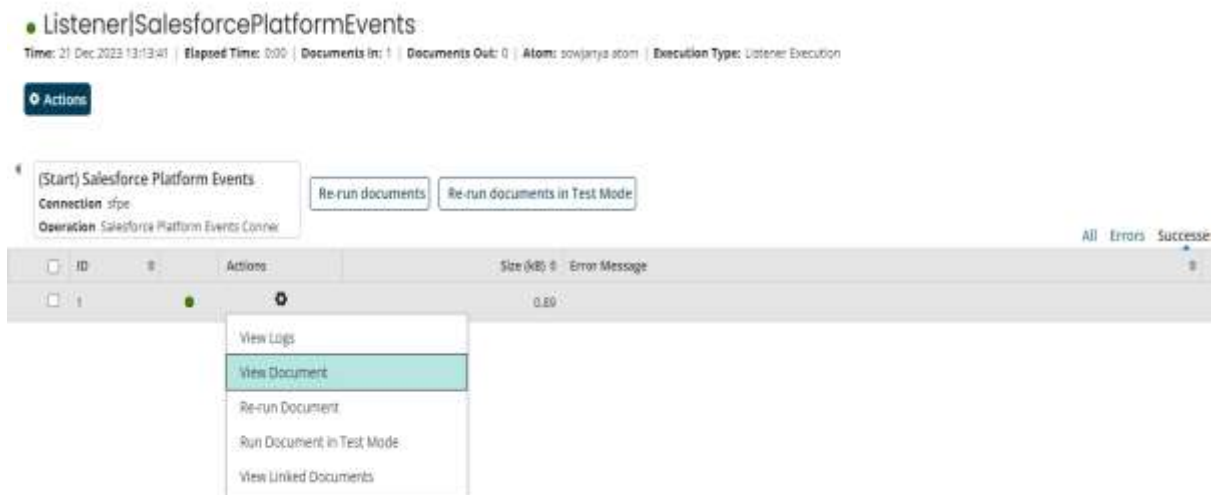 Listener|SalesforcePlatformEvents
Time: 21 Dec 2023 13:13:41 | Elapsed Time: 0:00 | Documents In: 1 | Documents Out: 0 | Atom: sowjanya atom | Execution Type: Listener Execution
Actions
(Start) Salesforce Platform Events
Connection sfpe
Operation Salesforce Platform Events Connec
Re-run documents Re-run documents in Test Mode
All Errors Successe
ID Actions Size (kB) Error Message
1 0.89
View Logs
View Document
Re-run Document
Run Document in Test Mode
View Linked Documents